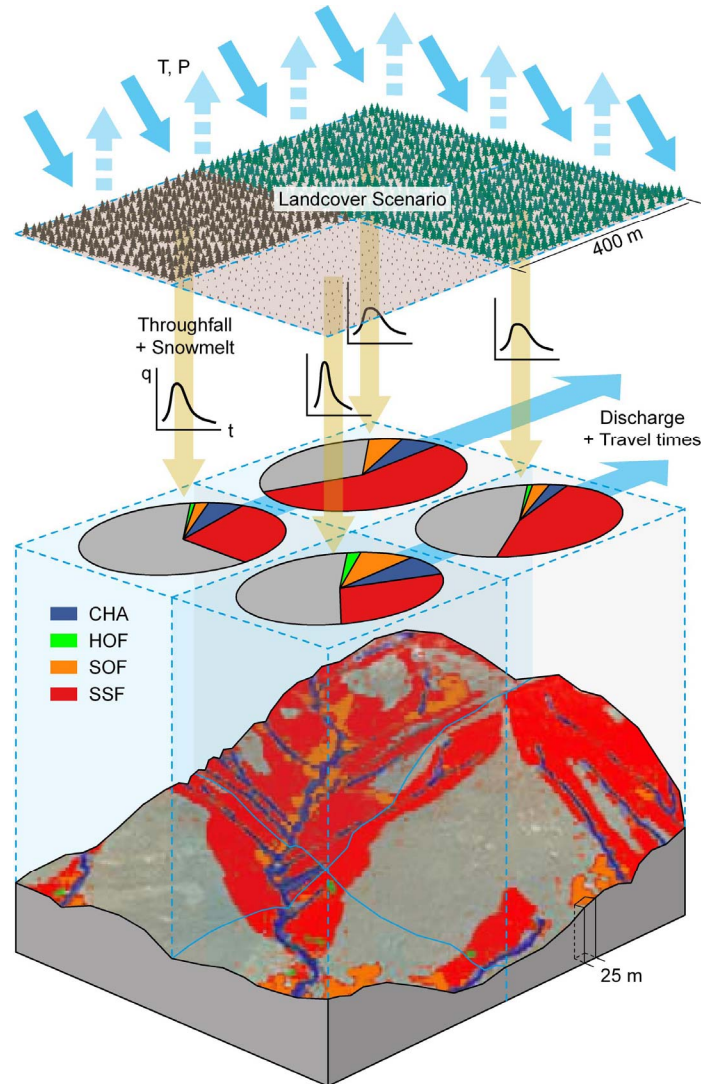 T, P
Landcover Scenario
400 m
Throughfall
+ Snowmelt
q
t
Discharge
+ Travel times
CHA
HOF
SOF
SSF
25 m